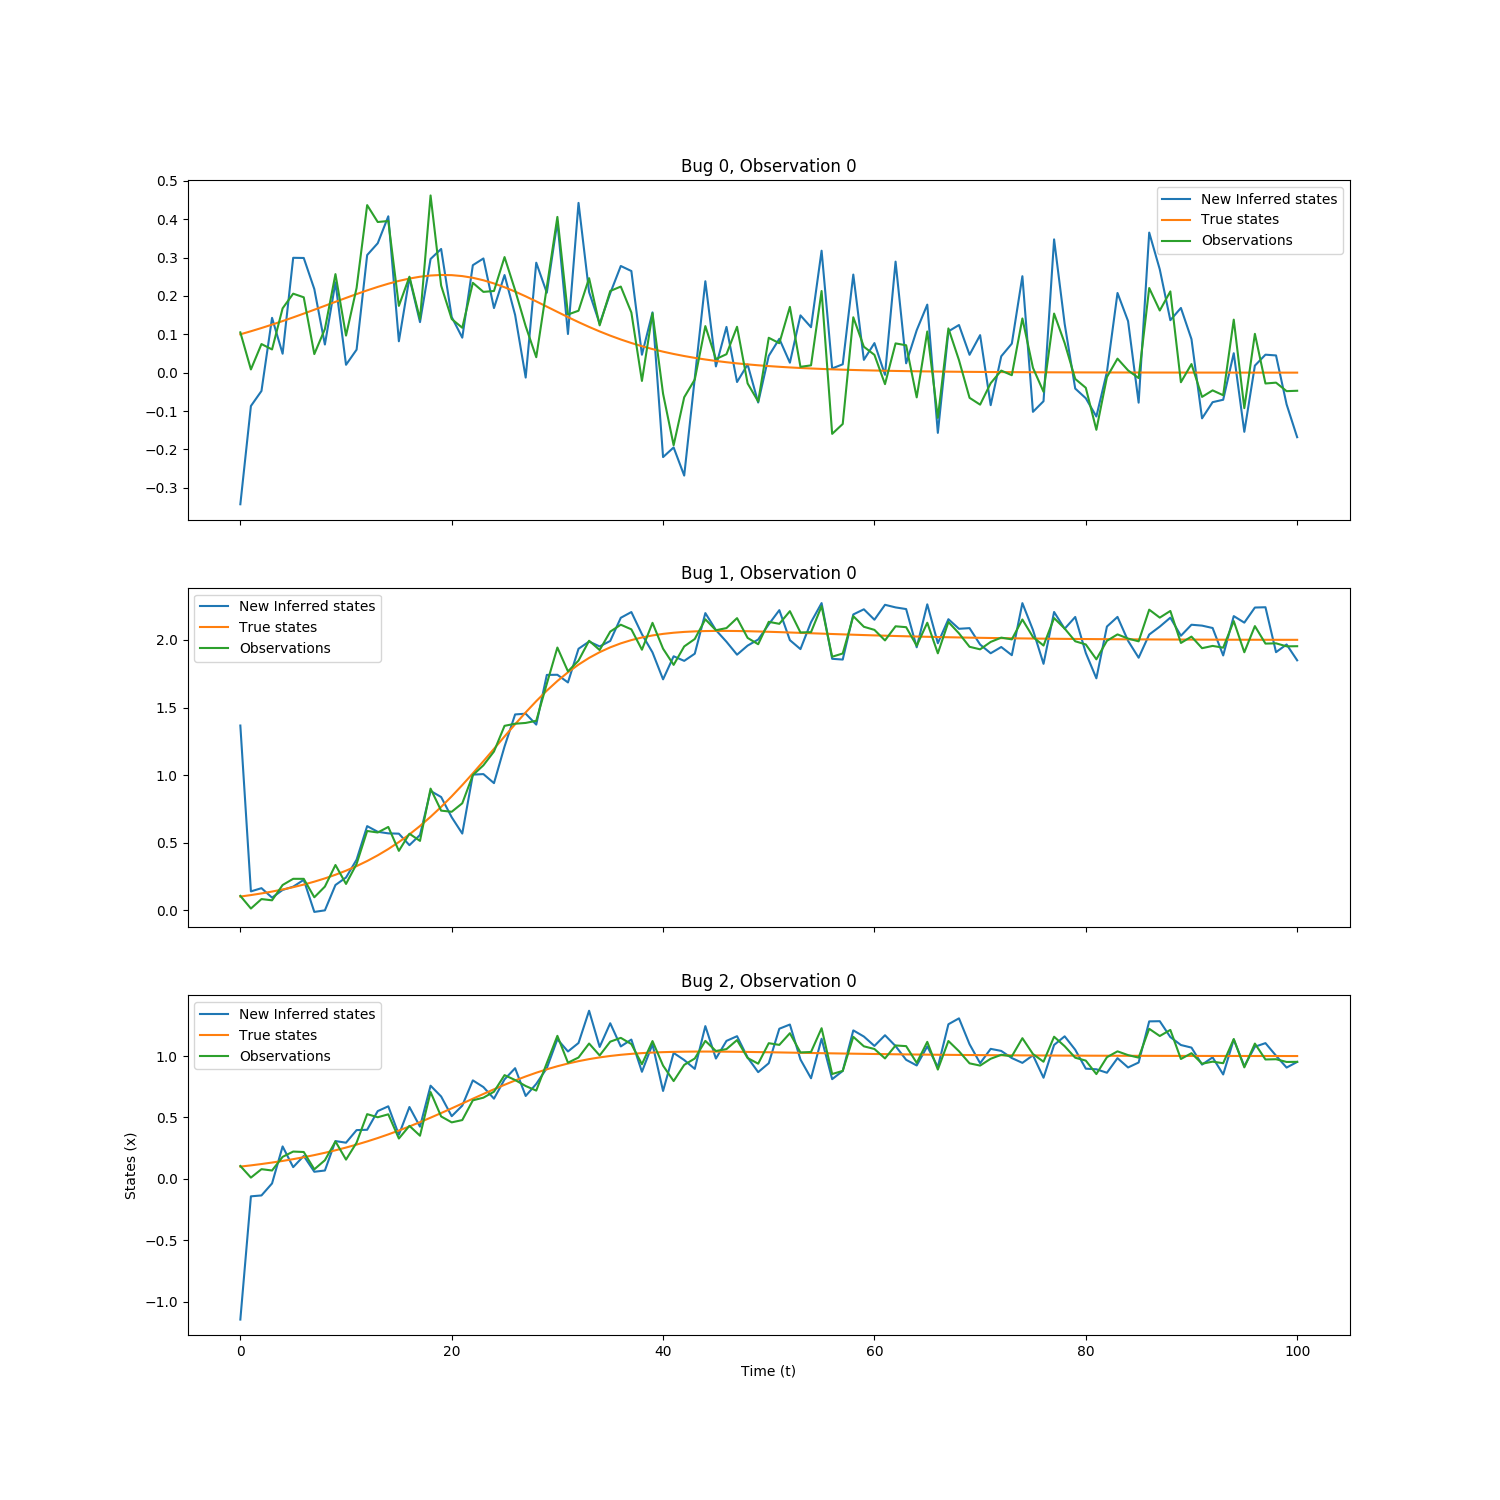 Bug 0, Observation 0
0.5
0.4
0.3
0.2
0.1
0.0
−0.1
−0.2
−0.3
New Inferred states
True states
Observations
Bug 1, Observation 0
2.0
1.5
1.0
0.5
0.0
New Inferred states
True states
Observations
Bug 2, Observation 0
1.0
0.5
0.0
−0.5
−1.0
New Inferred states
True states
Observations
States (x)
0 20 40 60 80 100
Time (t)